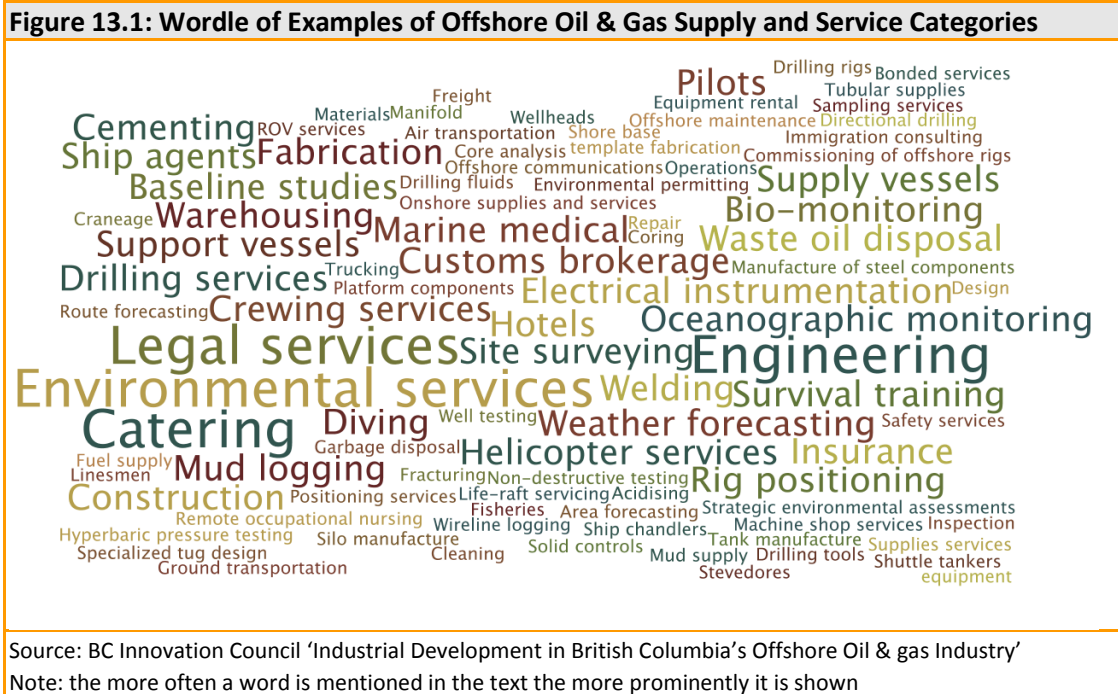 Figure 13.1: Wordle of Examples of Offshore Oil & Gas Supply and Service Categories
Drilling rigs
Pilots
Bonded services
Tubular supplies
Freight
Equipment rental
Sampling services
Materials
Manifold
Wellheads
Offshore maintenance
Directional drilling
Cementing
ROV services
Air transportation
Shore base
Immigration consulting
Ship agents
Fabrication
Core analysis
template fabrication
Commissioning of offshore rigs
Offshore communications
Operations
Baseline studies
Drilling fluids
Environmental permitting
Supply vessels
Craneage
Warehousing
Onshore supplies and services
Bio-monitoring
Support vessels
Marine medical
Repair
Coring
Waste oil disposal
Drilling services
Trucking
Customs brokerage
Manufacture of steel components
Platform components
Electrical instrumentation
Design
Route forecasting
Crewing services
Hotels
Oceanographic monitoring
Legal services
Site surveying
Engineering
Environmental services
Welding
Survival training
Catering
Diving
Well testing
Weather forecasting
Safety services
Garbage disposal
Helicopter services
Insurance
Fuel supply
Linesmen
Mud logging
Fracturing
Non-destructive testing
Rig positioning
Construction
Positioning services
Life-raft servicing
Acidising
Fisheries
Area forecasting
Strategic environmental assessments
Remote occupational nursing
Wireline logging
Ship chandlers
Machine shop services
Inspection
Hyperbaric pressure testing
Silo manufacture
Solid controls
Tank manufacture
Supplies services
Specialized tug design
Cleaning
Mud supply
Drilling tools
Shuttle tankers
Ground transportation
Stevedores
equipment
Source: BC Innovation Council ‘Industrial Development in British Columbia’s Offshore Oil & gas Industry’
Note: the more often a word is mentioned in the text the more prominently it is shown